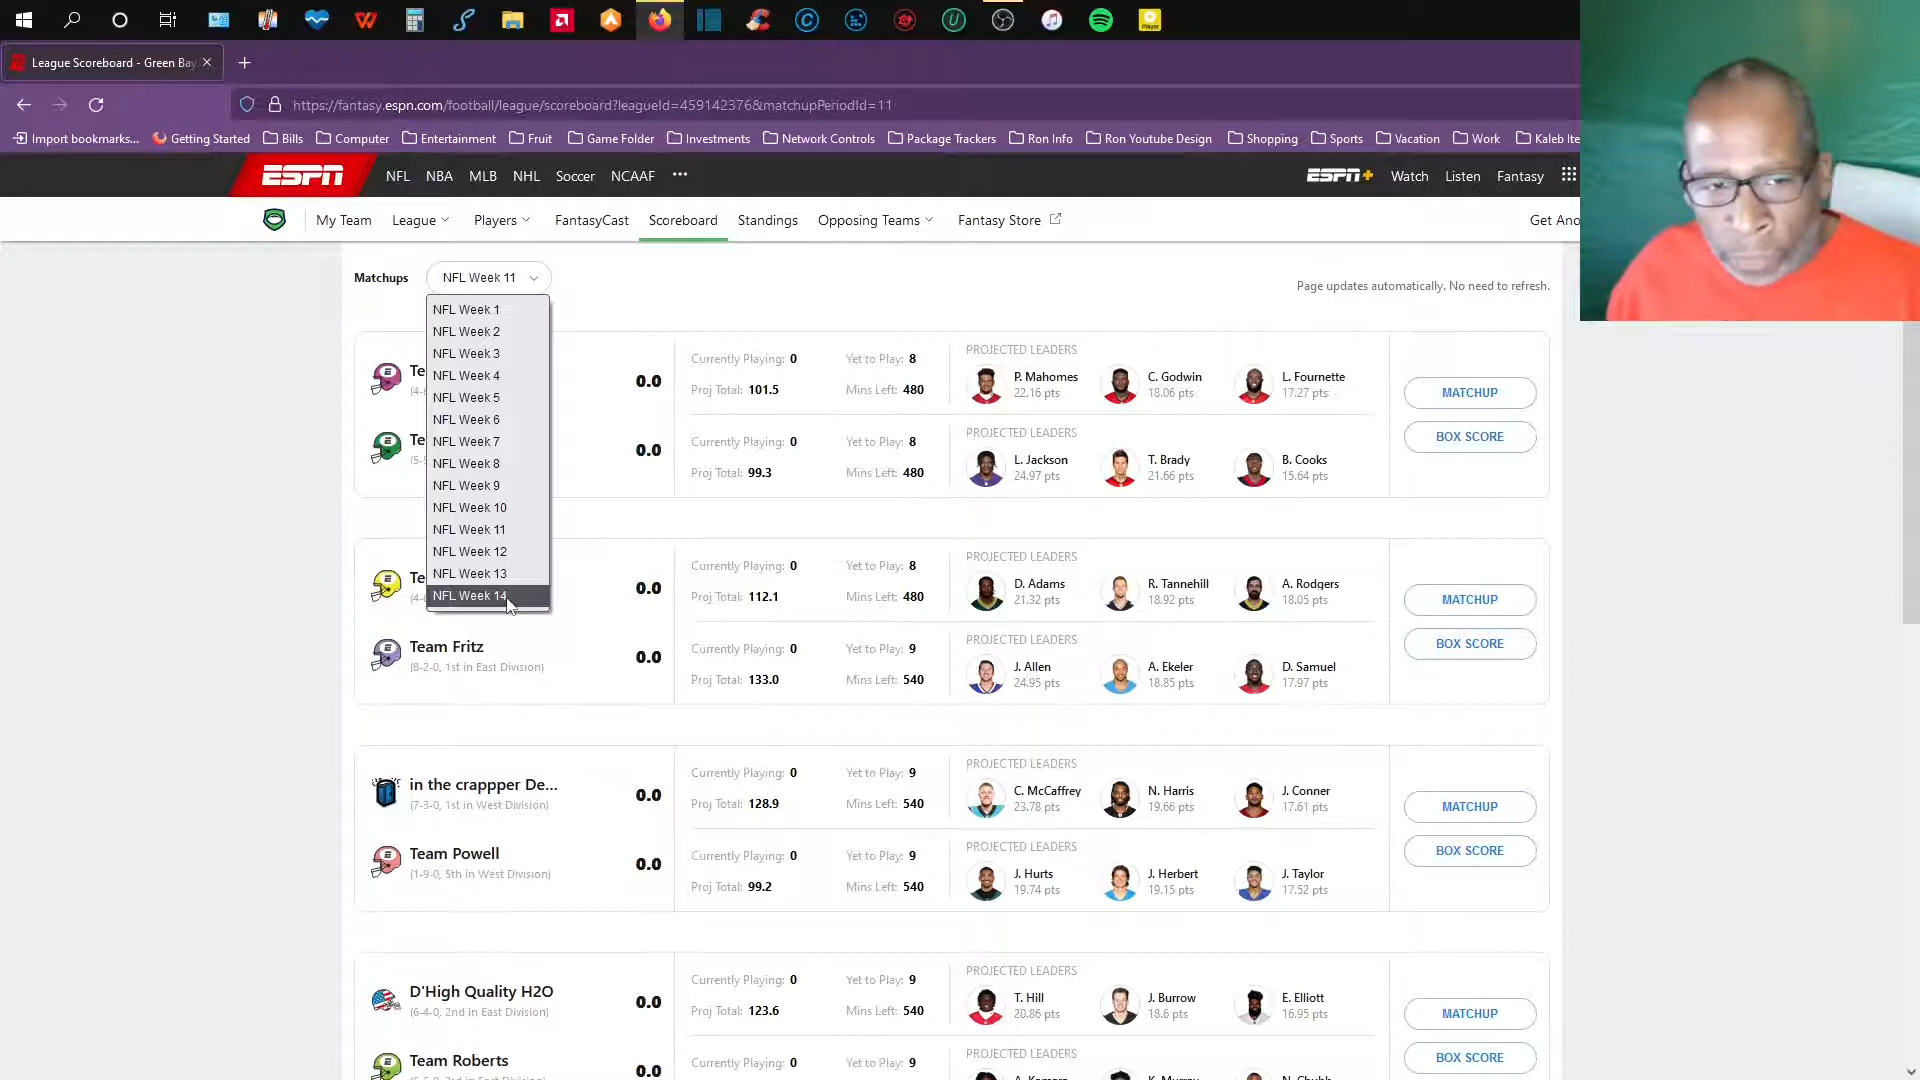 League Scoreboard - Green Bay
https://fantasy.espn.com/football/league/scoreboard?leagueId=45914237&matchupPeriodId=11
Import bookmarks... Getting Started Bills Computer Entertainment Fruit Game Folder Investments Network Controls Package Trackers Ron Info Ron Youtube Design Shopping Sports Vacation Work Kaleb Ite
ESPN NFL NBA MLB NHL Soccer NCAAF ••• ESPN+ Watch Listen Fantasy
My Team League Players FantasyCast Scoreboard Standings Opposing Teams Fantasy Store Get Ano
Matchups NFL Week 11
Page updates automatically. No need to refresh.
NFL Week 1
NFL Week 2
NFL Week 3
NFL Week 4
NFL Week 5
NFL Week 6
NFL Week 7
NFL Week 8
NFL Week 9
NFL Week 10
NFL Week 11
NFL Week 12
NFL Week 13
NFL Week 14
Te
(4-
0.0
Currently Playing: 0 Yet to Play: 8
Proj Total: 101.5 Mins Left: 480
PROJECTED LEADERS
P. Mahomes C. Godwin L. Fournette
22.16 pts 18.06 pts 17.27 pts
Te
(5-
0.0
Currently Playing: 0 Yet to Play: 8
Proj Total: 99.3 Mins Left: 480
PROJECTED LEADERS
L. Jackson T. Brady B. Cooks
24.97 pts 21.66 pts 15.64 pts
MATCHUP
BOX SCORE
Te
(4-
0.0
Currently Playing: 0 Yet to Play: 8
Proj Total: 112.1 Mins Left: 480
PROJECTED LEADERS
D. Adams R. Tannehill A. Rodgers
21.32 pts 18.92 pts 18.05 pts
Team Fritz
(8-2-0, 1st in East Division)
0.0
Currently Playing: 0 Yet to Play: 9
Proj Total: 133.0 Mins Left: 540
PROJECTED LEADERS
J. Allen A. Ekeler D. Samuel
24.95 pts 18.85 pts 17.97 pts
MATCHUP
BOX SCORE
in the crappper De...
(7-3-0, 1st in West Division)
0.0
Currently Playing: 0 Yet to Play: 9
Proj Total: 128.9 Mins Left: 540
PROJECTED LEADERS
C. McCaffrey N. Harris J. Conner
23.78 pts 19.66 pts 17.61 pts
Team Powell
(1-9-0, 5th in West Division)
0.0
Currently Playing: 0 Yet to Play: 9
Proj Total: 99.2 Mins Left: 540
PROJECTED LEADERS
J. Hurts J. Herbert J. Taylor
19.74 pts 19.15 pts 17.52 pts
MATCHUP
BOX SCORE
D'High Quality H2O
(6-4-0, 2nd in East Division)
0.0
Currently Playing: 0 Yet to Play: 9
Proj Total: 123.6 Mins Left: 540
PROJECTED LEADERS
T. Hill J. Burrow E. Elliott
20.86 pts 18.6 pts 16.95 pts
Team Roberts
0.0
Currently Playing: 0 Yet to Play: 9
PROJECTED LEADERS
MATCHUP
BOX SCORE